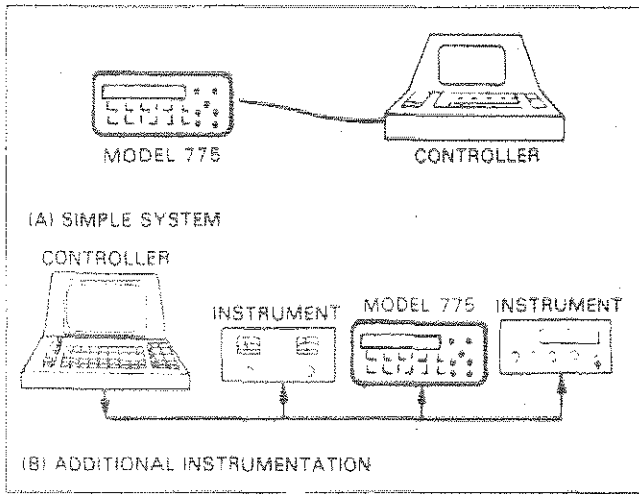 MODEL 775
CONTROLLER
(A) SIMPLE SYSTEM
CONTROLLER
INSTRUMENT
MODEL 775
INSTRUMENT
(B) ADDITIONAL INSTRUMENTATION